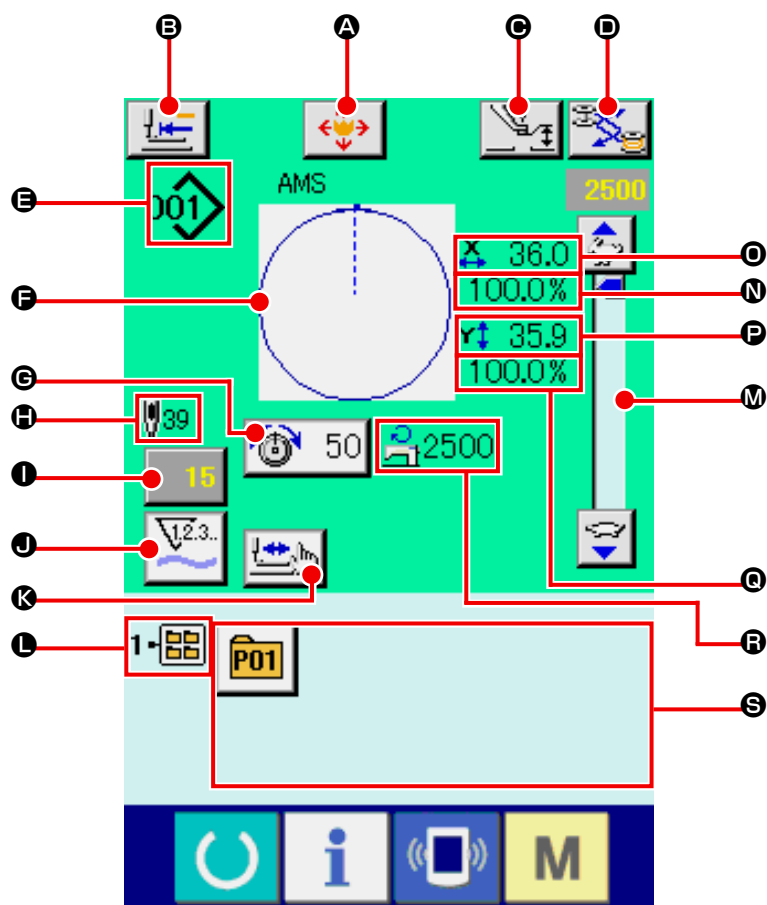 B A C D
E 001 AMS 2500
X 36.0 O
F 100.0% N
Y 35.9 P
G 100.0%
H 39 M
50 2500
I 15
J 1.2.3..
K Q
L 1 P01 R
S
i M